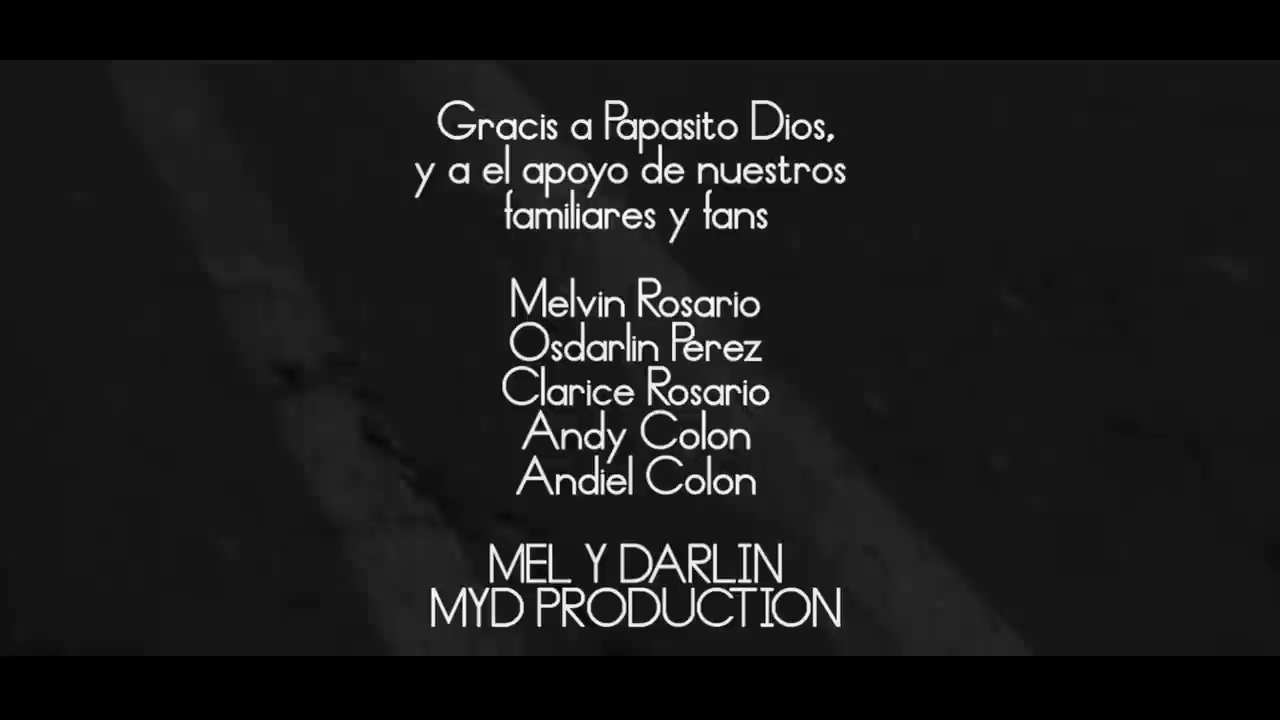 Gracis a Papasito Dios,
y a el apoyo de nuestros
familiares y fans
Melvin Rosario
Osdarlin Perez
Clarice Rosario
Andy Colon
Andiel Colon
MEL Y DARLIN
MYD PRODUCTION